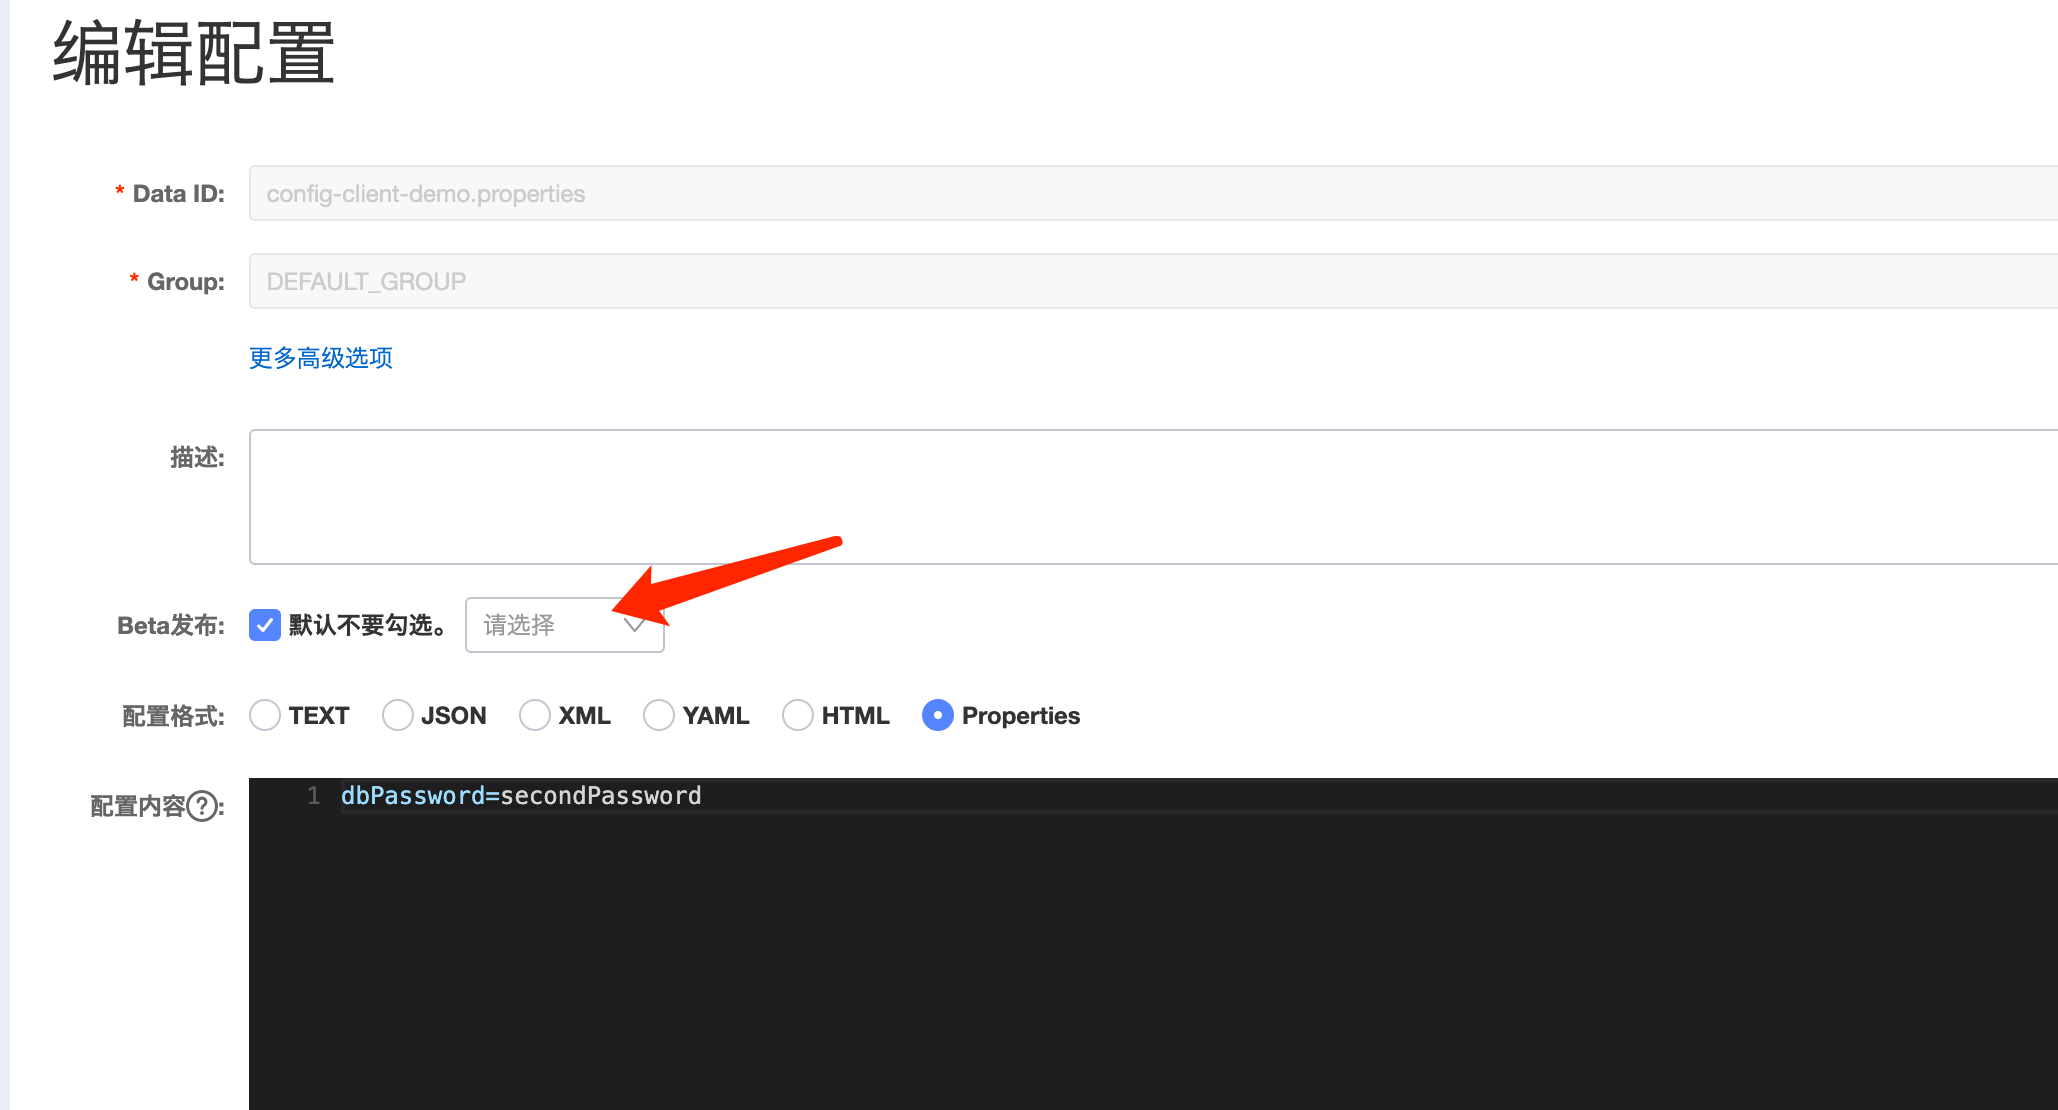 编辑配置
* Data ID: config-client-demo.properties
* Group: DEFAULT_GROUP
更多高级选项
描述:
Beta发布: 默认不要勾选。 请选择
配置格式: TEXT JSON XML YAML HTML Properties
配置内容?: 1 dbPassword=secondPassword